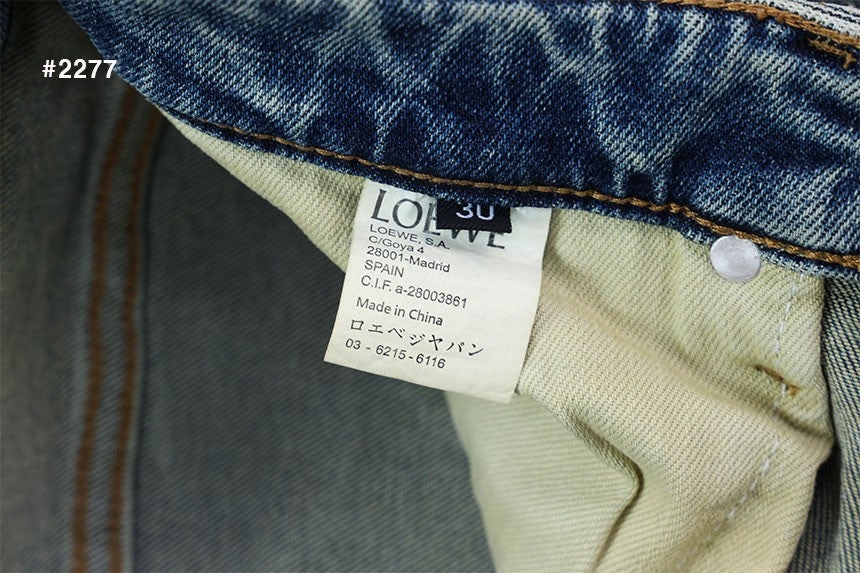 #2277
LOEWE
30
LOEWE, S.A.
C/Goya 4
28001-Madrid
SPAIN
C.I.F. a-28003861
Made in China
ロエベジャパン
03 - 6215-6116